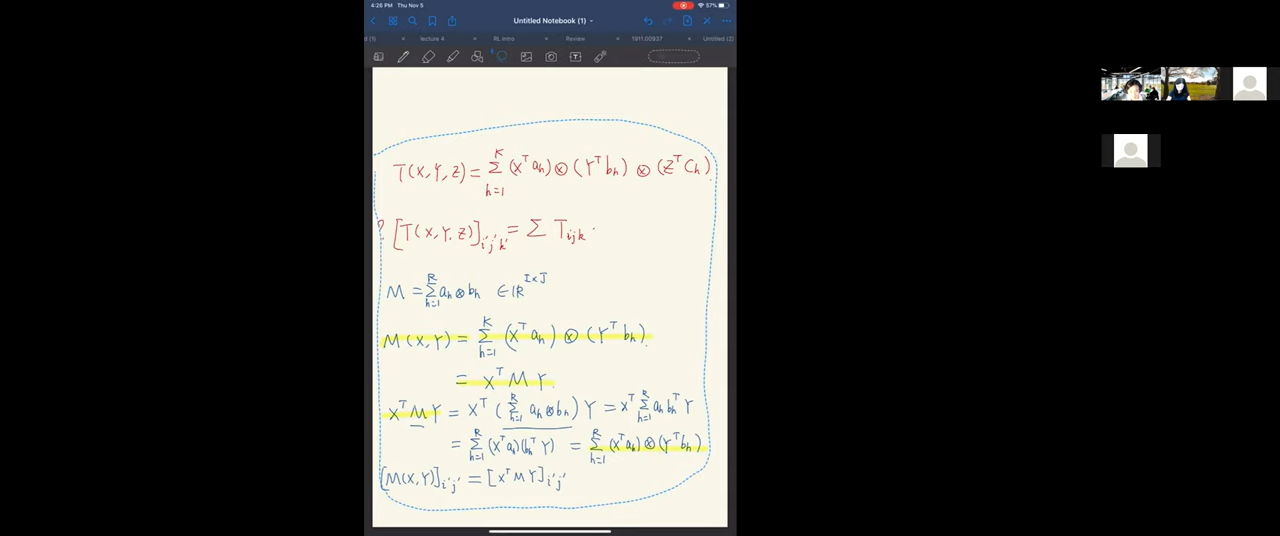 4:26 PM Thu Nov 5
57%
Untitled Notebook (1)
d (1) × lecture 4 × RL intro × Review × 1911.00937 × Untitled (2)
T(X,Y,Z) = Σ_{h=1}^{K} (X^T a_h) ⊗ (Y^T b_h) ⊗ (Z^T C_h).
? [T(X,Y,Z)]_{i'j'k'} = Σ T_{ijk}.
M = Σ_{h=1}^{R} a_h ⊗ b_h ∈ ℝ^{I×J}
M(X,Y) = Σ_{h=1}^{K} (X^T a_h) ⊗ (Y^T b_h).
= X^T M Y.
X^T M Y = X^T (Σ_{h=1}^{R} a_h ⊗ b_h) Y = X^T Σ_{h=1}^{R} a_h b_h^T Y
= Σ_{h=1}^{R} (X^T a_h)(b_h^T Y) = Σ_{h=1}^{R} (X^T a_h) ⊗ (Y^T b_h)
[M(X,Y)]_{i'j'} = [X^T M Y]_{i'j'}